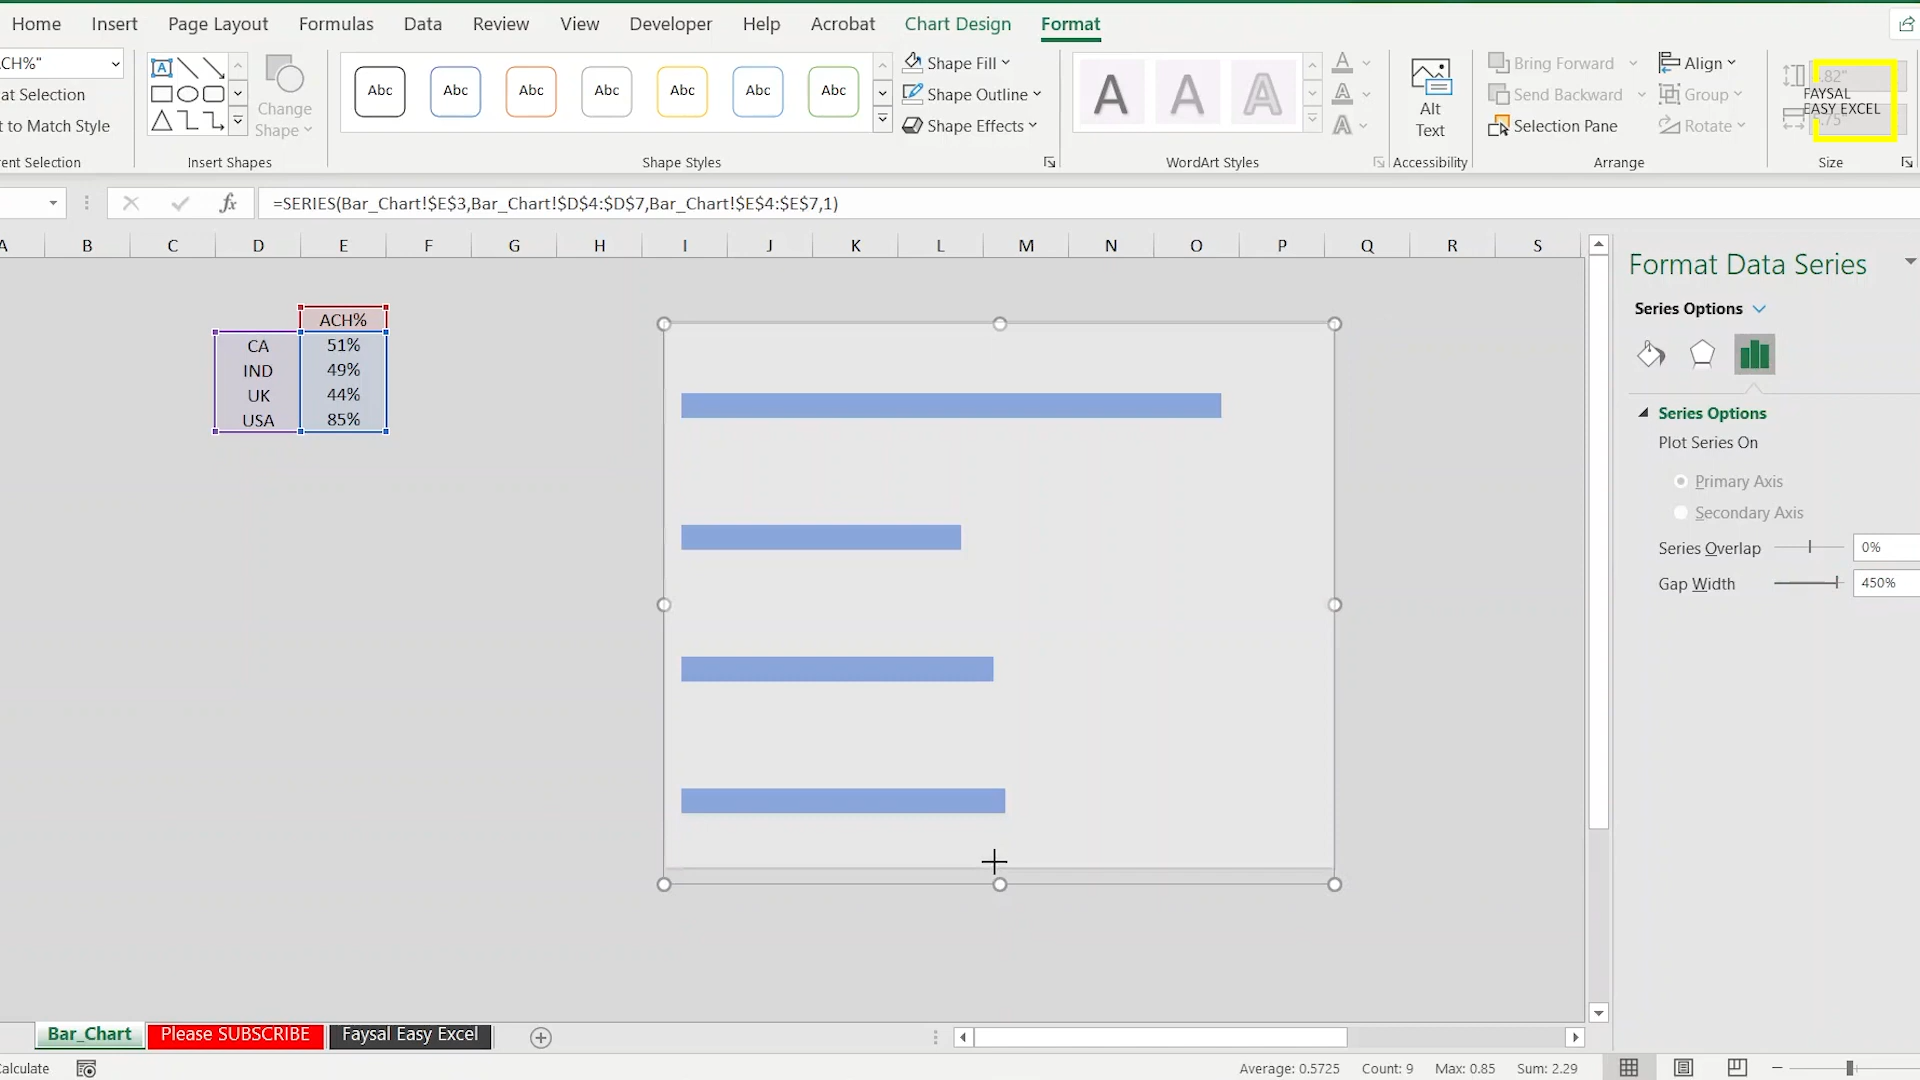 Home Insert Page Layout Formulas Data Review View Developer Help Acrobat Chart Design Format
CH%"
at Selection
t to Match Style
ent Selection
Change
Shape
Insert Shapes
Abc Abc Abc Abc Abc Abc Abc
Shape Styles
Shape Fill
Shape Outline
Shape Effects
A A A
WordArt Styles
Alt
Text
Accessibility
Bring Forward
Send Backward
Selection Pane
Align
Group
Rotate
Arrange
.82"
FAYSAL
EASY EXCEL
.75"
Size
fx =SERIES(Bar_Chart!$E$3,Bar_Chart!$D$4:$D$7,Bar_Chart!$E$4:$E$7,1)
A B C D E F G H I J K L M N O P Q R S
ACH%
CA 51%
IND 49%
UK 44%
USA 85%
Format Data Series
Series Options
Series Options
Plot Series On
Primary Axis
Secondary Axis
Series Overlap 0%
Gap Width 450%
Bar_Chart Please SUBSCRIBE Faysal Easy Excel
Calculate Average: 0.5725 Count: 9 Max: 0.85 Sum: 2.29